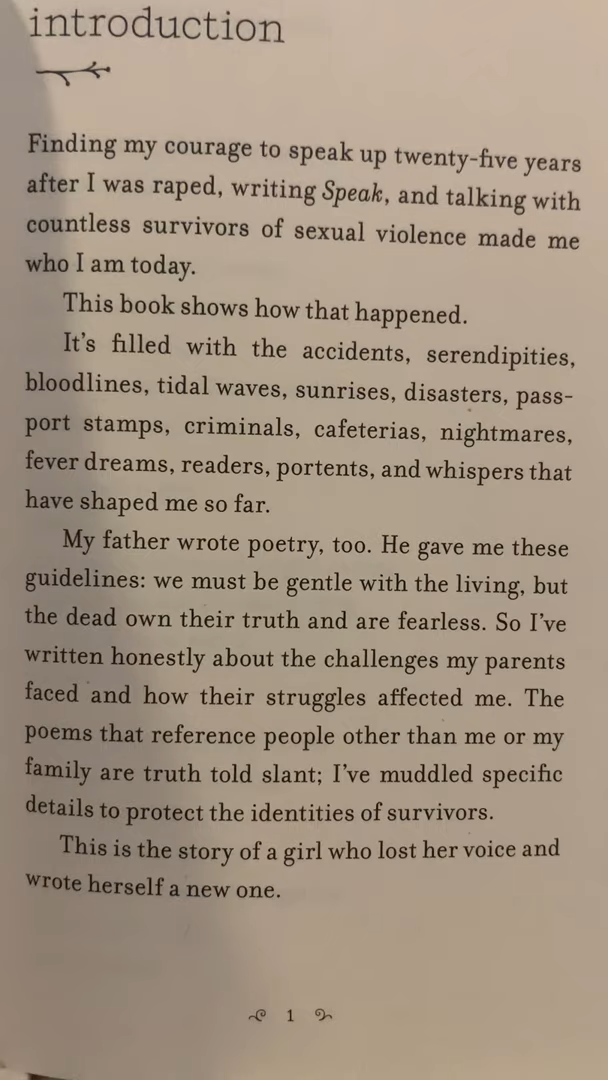 introduction
Finding my courage to speak up twenty-five years
after I was raped, writing Speak, and talking with
countless survivors of sexual violence made me
who I am today.
This book shows how that happened.
It's filled with the accidents, serendipities,
bloodlines, tidal waves, sunrises, disasters, pass-
port stamps, criminals, cafeterias, nightmares,
fever dreams, readers, portents, and whispers that
have shaped me so far.
My father wrote poetry, too. He gave me these
guidelines: we must be gentle with the living, but
the dead own their truth and are fearless. So I've
written honestly about the challenges my parents
faced and how their struggles affected me. The
poems that reference people other than me or my
family are truth told slant; I've muddled specific
details to protect the identities of survivors.
This is the story of a girl who lost her voice and
wrote herself a new one.
1